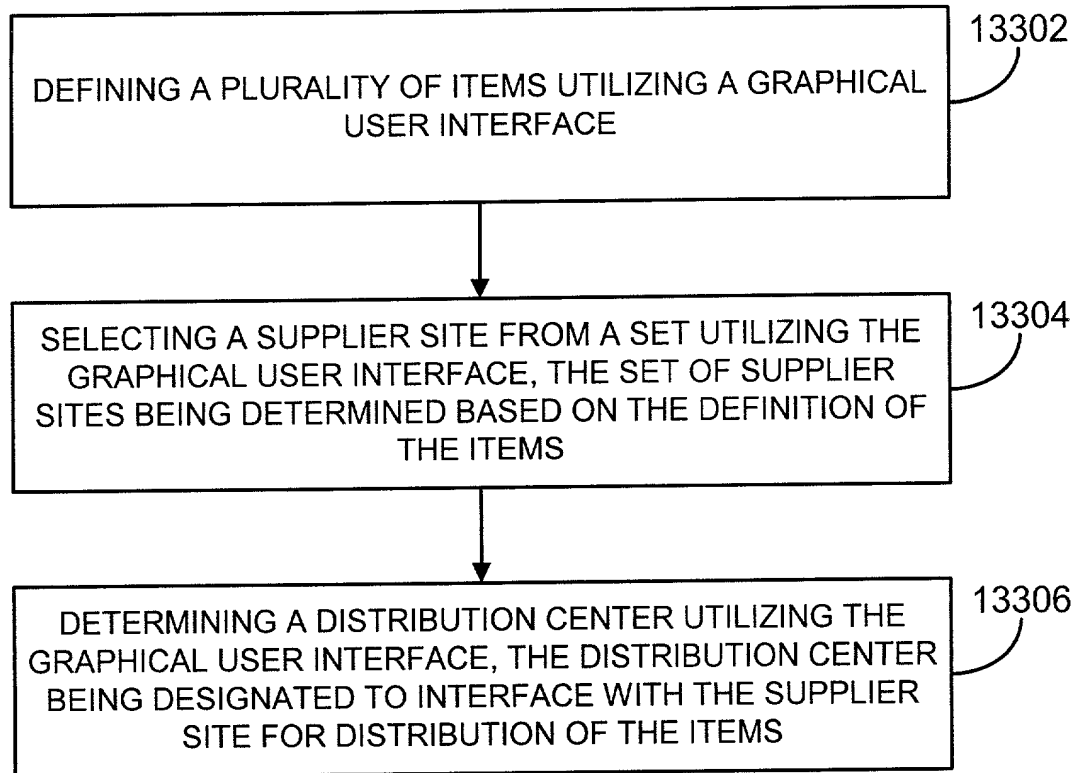 13302
DEFINING A PLURALITY OF ITEMS UTILIZING A GRAPHICAL
USER INTERFACE
13304
SELECTING A SUPPLIER SITE FROM A SET UTILIZING THE
GRAPHICAL USER INTERFACE, THE SET OF SUPPLIER
SITES BEING DETERMINED BASED ON THE DEFINITION OF
THE ITEMS
13306
DETERMINING A DISTRIBUTION CENTER UTILIZING THE
GRAPHICAL USER INTERFACE, THE DISTRIBUTION CENTER
BEING DESIGNATED TO INTERFACE WITH THE SUPPLIER
SITE FOR DISTRIBUTION OF THE ITEMS